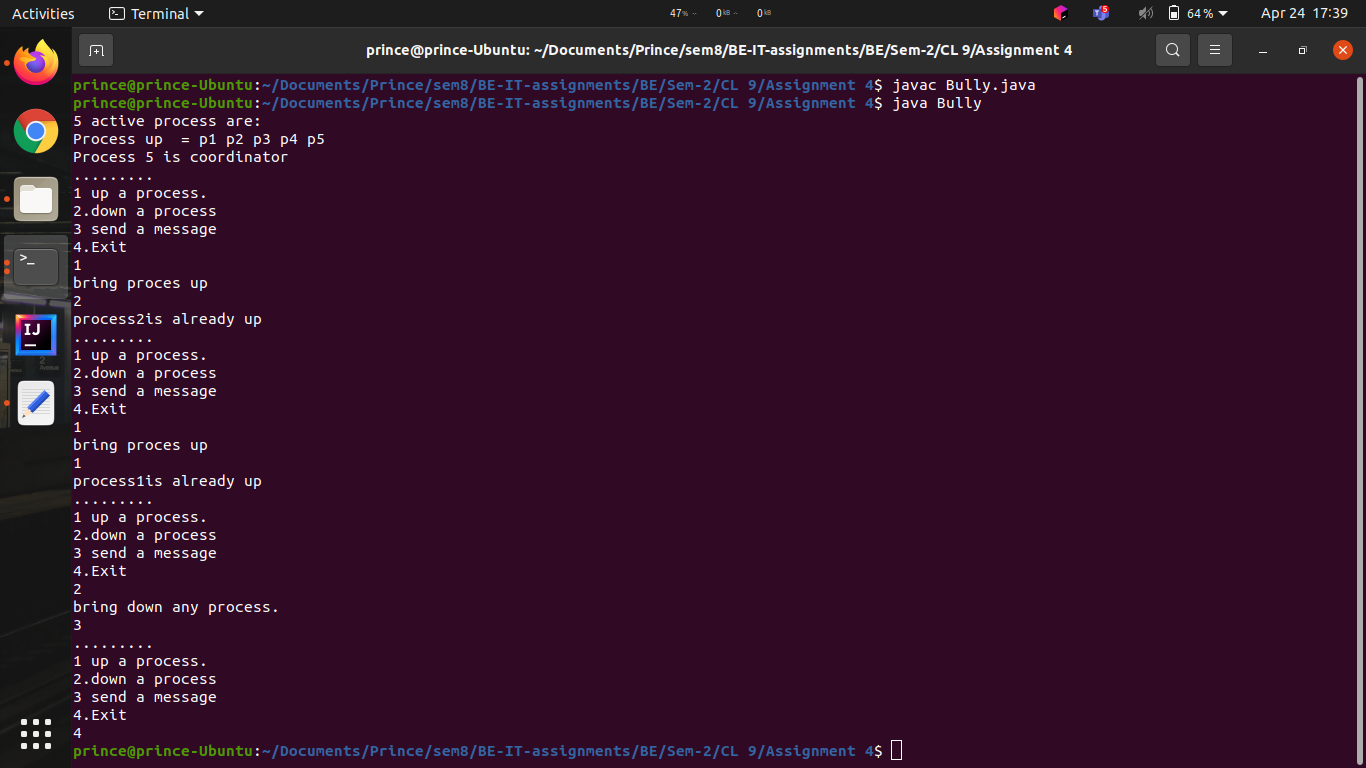 Activities Terminal 47% 0kB 0kB 5 64% Apr 24 17:39
prince@prince-Ubuntu: ~/Documents/Prince/sem8/BE-IT-assignments/BE/Sem-2/CL 9/Assignment 4
prince@prince-Ubuntu:~/Documents/Prince/sem8/BE-IT-assignments/BE/Sem-2/CL 9/Assignment 4$ javac Bully.java
prince@prince-Ubuntu:~/Documents/Prince/sem8/BE-IT-assignments/BE/Sem-2/CL 9/Assignment 4$ java Bully
5 active process are:
Process up  = p1 p2 p3 p4 p5
Process 5 is coordinator
.........
1 up a process.
2.down a process
3 send a message
4.Exit
1
bring proces up
2
process2is already up
.........
1 up a process.
2.down a process
3 send a message
4.Exit
1
bring proces up
1
process1is already up
.........
1 up a process.
2.down a process
3 send a message
4.Exit
2
bring down any process.
3
.........
1 up a process.
2.down a process
3 send a message
4.Exit
4
prince@prince-Ubuntu:~/Documents/Prince/sem8/BE-IT-assignments/BE/Sem-2/CL 9/Assignment 4$
>_
IJ